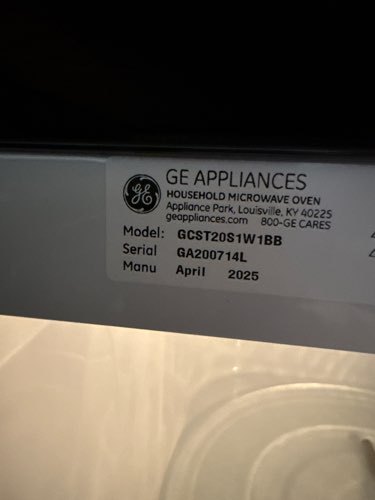 GE APPLIANCES
HOUSEHOLD MICROWAVE OVEN
Appliance Park, Louisville, KY 40225
geappliances.com 800-GE CARES
Model: GCST20S1W1BB
Serial GA200714L
Manu April 2025